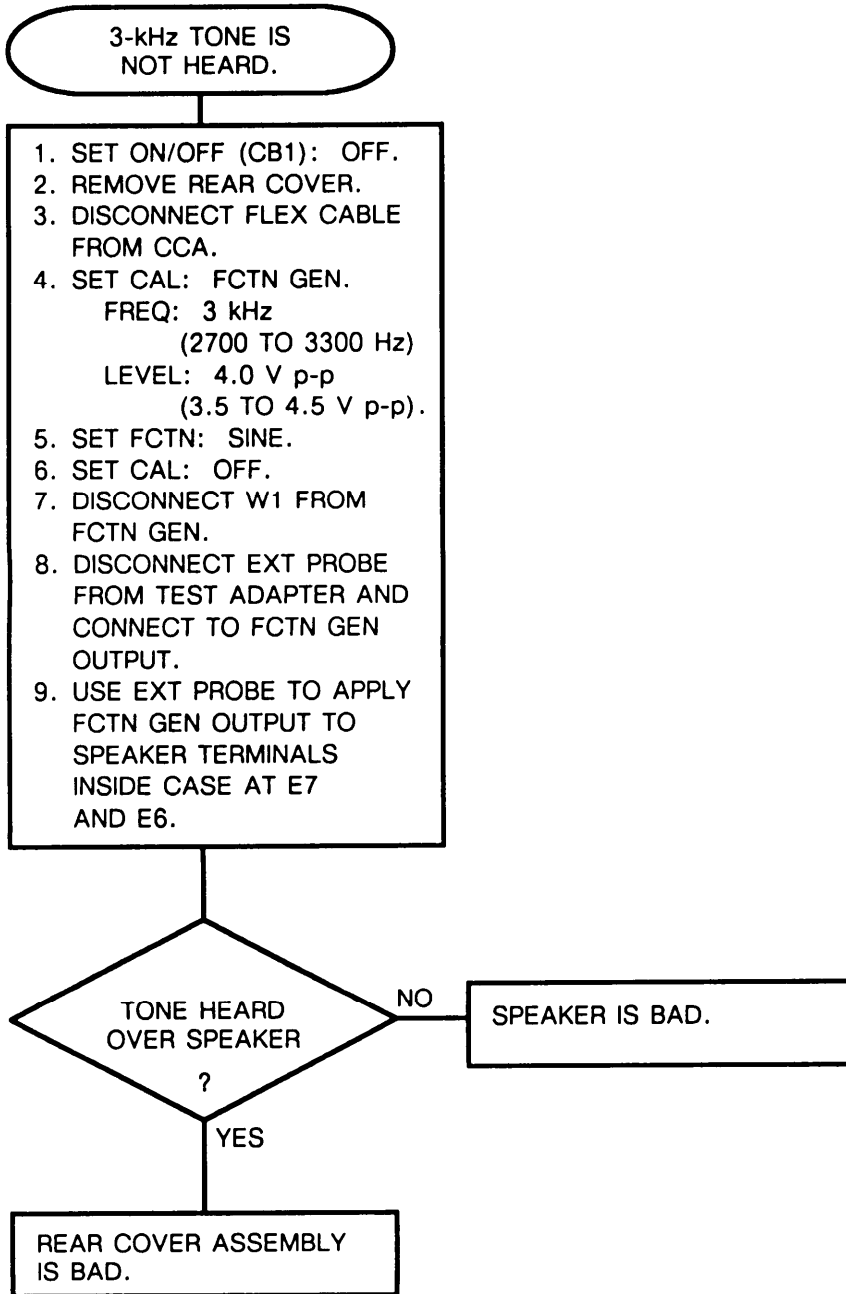 3-kHz TONE IS
NOT HEARD.
1. SET ON/OFF (CB1): OFF.
2. REMOVE REAR COVER.
3. DISCONNECT FLEX CABLE
FROM CCA.
4. SET CAL: FCTN GEN.
FREQ: 3 kHz
(2700 TO 3300 Hz)
LEVEL: 4.0 V p-p
(3.5 TO 4.5 V p-p).
5. SET FCTN: SINE.
6. SET CAL: OFF.
7. DISCONNECT W1 FROM
FCTN GEN.
8. DISCONNECT EXT PROBE
FROM TEST ADAPTER AND
CONNECT TO FCTN GEN
OUTPUT.
9. USE EXT PROBE TO APPLY
FCTN GEN OUTPUT TO
SPEAKER TERMINALS
INSIDE CASE AT E7
AND E6.
TONE HEARD
OVER SPEAKER
?
NO
SPEAKER IS BAD.
YES
REAR COVER ASSEMBLY
IS BAD.